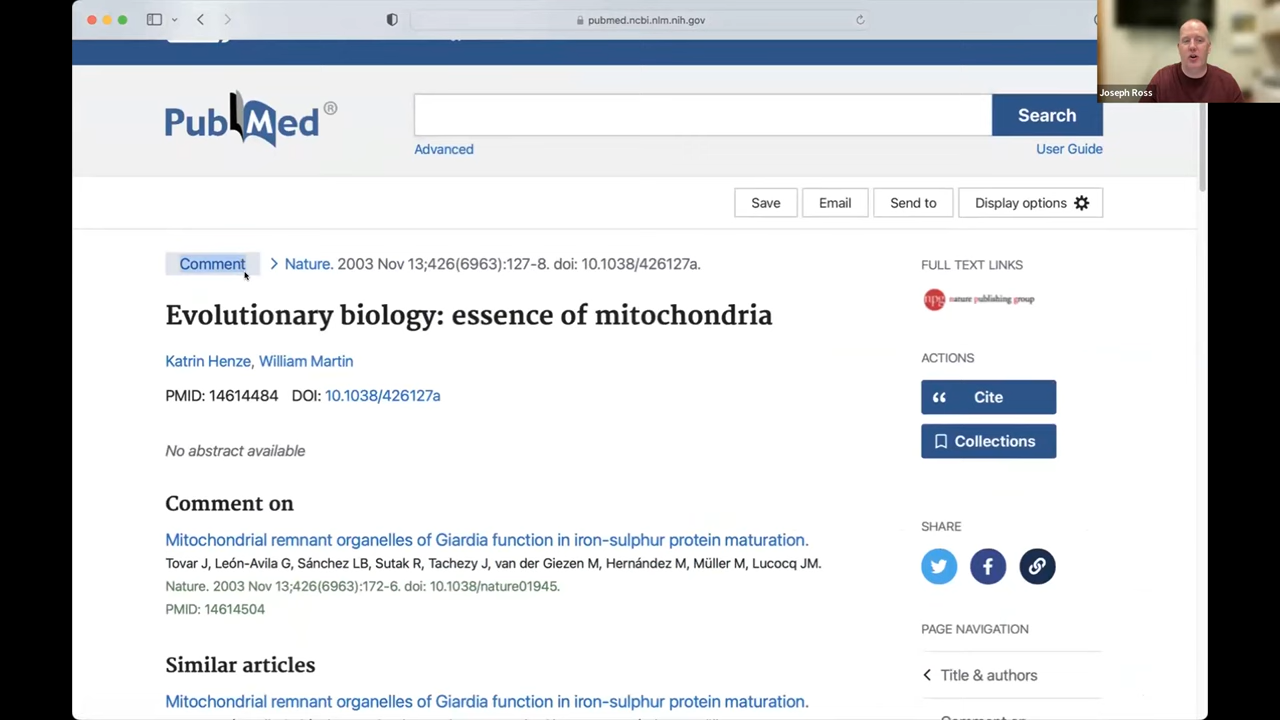 pubmed.ncbi.nlm.nih.gov
Joseph Ross
PubMed®
Search
Advanced
User Guide
Save
Email
Send to
Display options
Comment
Nature. 2003 Nov 13;426(6963):127-8. doi: 10.1038/426127a.
Evolutionary biology: essence of mitochondria
Katrin Henze, William Martin
PMID: 14614484 DOI: 10.1038/426127a
No abstract available
Comment on
Mitochondrial remnant organelles of Giardia function in iron-sulphur protein maturation.
Tovar J, León-Avila G, Sánchez LB, Sutak R, Tachezy J, van der Giezen M, Hernández M, Müller M, Lucocq JM.
Nature. 2003 Nov 13;426(6963):172-6. doi: 10.1038/nature01945.
PMID: 14614504
Similar articles
Mitochondrial remnant organelles of Giardia function in iron-sulphur protein maturation.
FULL TEXT LINKS
npg nature publishing group
ACTIONS
Cite
Collections
SHARE
PAGE NAVIGATION
Title & authors